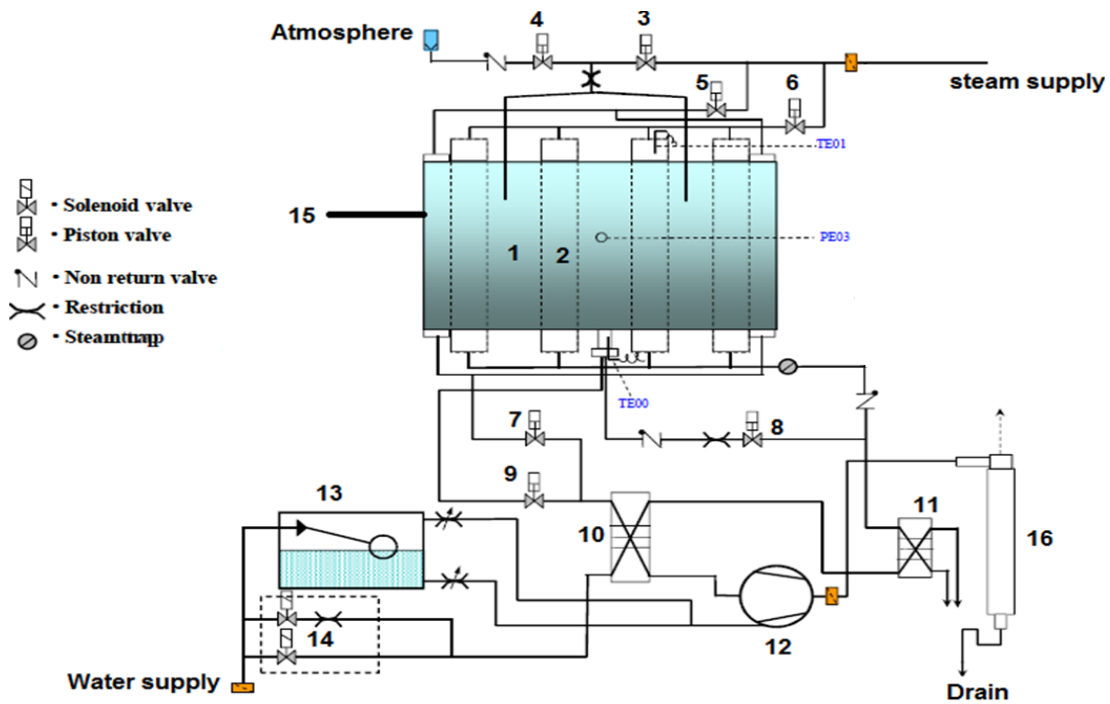 4 3
Atmosphere
steam supply
5 6
TE01
• Solenoid valve
• Piston valve
• Non return valve
• Restriction
15
1 2
PE03
TE00
7 8
9
13
10 11
16
14
12
Water supply
Drain